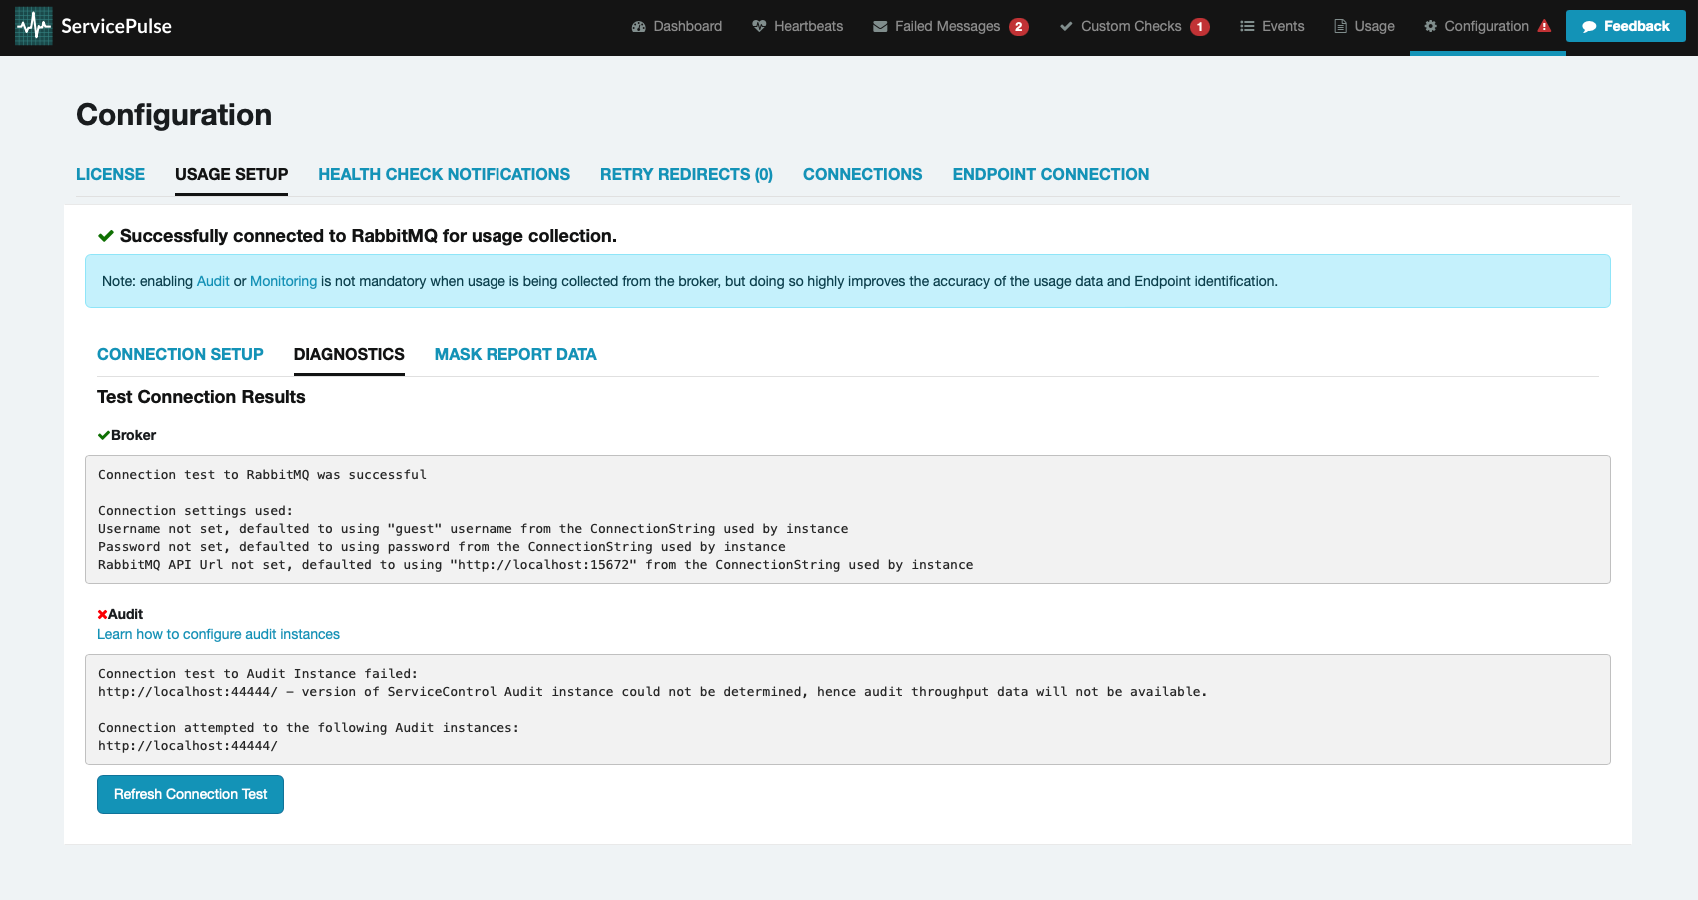 ServicePulse
Dashboard
Heartbeats
Failed Messages 2
Custom Checks 1
Events
Usage
Configuration
Feedback
Configuration
LICENSE
USAGE SETUP
HEALTH CHECK NOTIFICATIONS
RETRY REDIRECTS (0)
CONNECTIONS
ENDPOINT CONNECTION
Successfully connected to RabbitMQ for usage collection.
Note: enabling Audit or Monitoring is not mandatory when usage is being collected from the broker, but doing so highly improves the accuracy of the usage data and Endpoint identification.
CONNECTION SETUP
DIAGNOSTICS
MASK REPORT DATA
Test Connection Results
Broker
Connection test to RabbitMQ was successful
Connection settings used:
Username not set, defaulted to using "guest" username from the ConnectionString used by instance
Password not set, defaulted to using password from the ConnectionString used by instance
RabbitMQ API Url not set, defaulted to using "http://localhost:15672" from the ConnectionString used by instance
Audit
Learn how to configure audit instances
Connection test to Audit Instance failed:
http://localhost:44444/ – version of ServiceControl Audit instance could not be determined, hence audit throughput data will not be available.
Connection attempted to the following Audit instances:
http://localhost:44444/
Refresh Connection Test